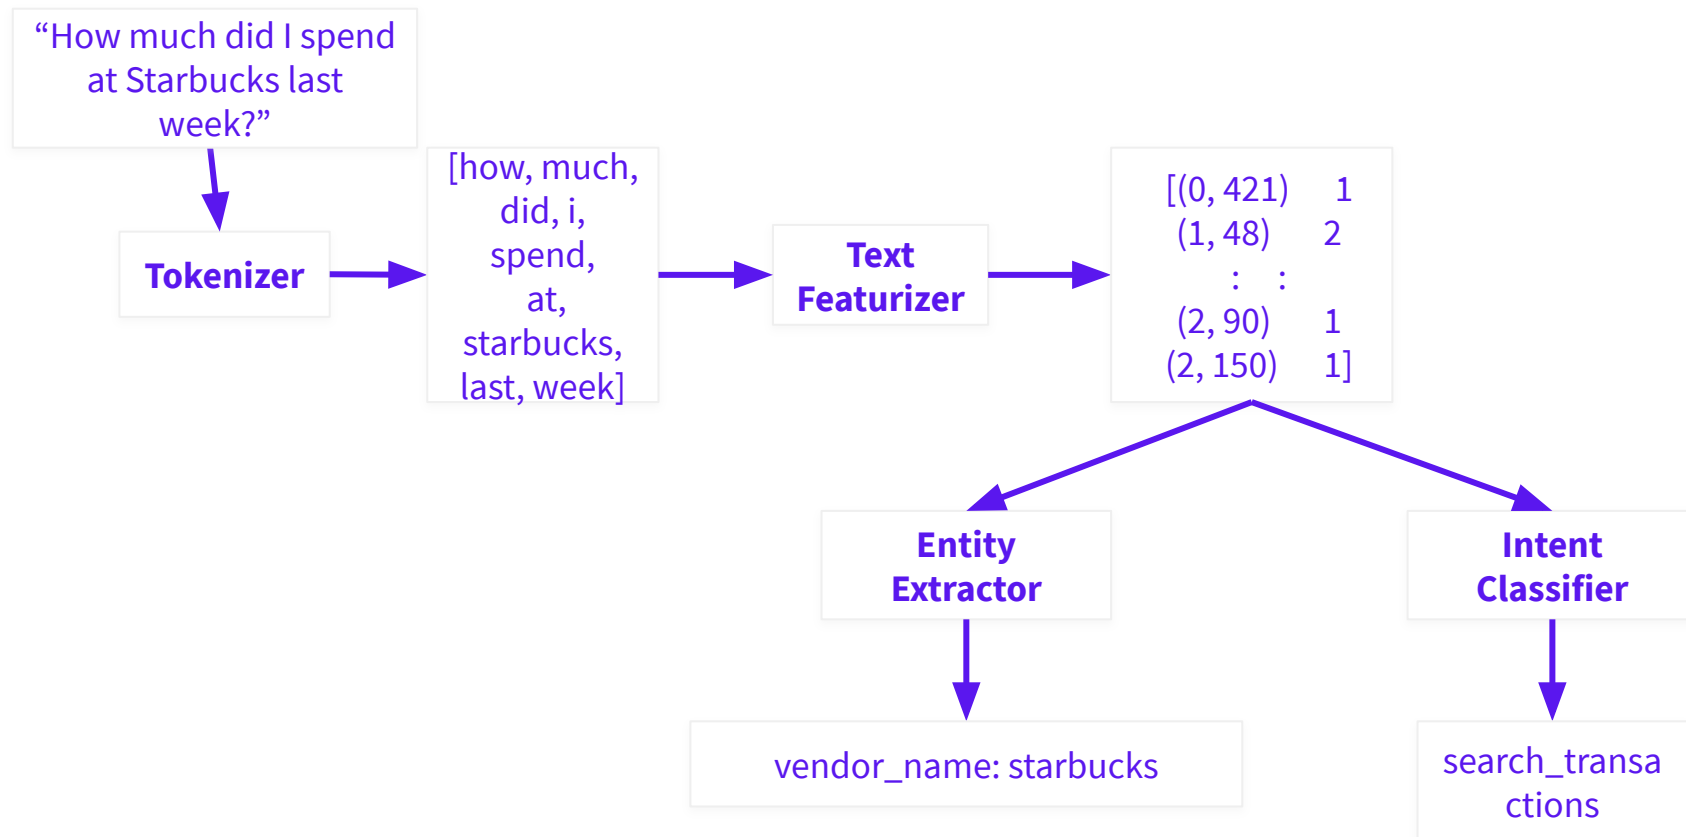 “How much did I spend
at Starbucks last
week?”
Tokenizer
[how, much,
did, i,
spend,
at,
starbucks,
last, week]
Text
Featurizer
[(0, 421) 1
(1, 48) 2
: :
(2, 90) 1
(2, 150) 1]
Entity
Extractor
Intent
Classifier
vendor_name: starbucks
search_transa
ctions